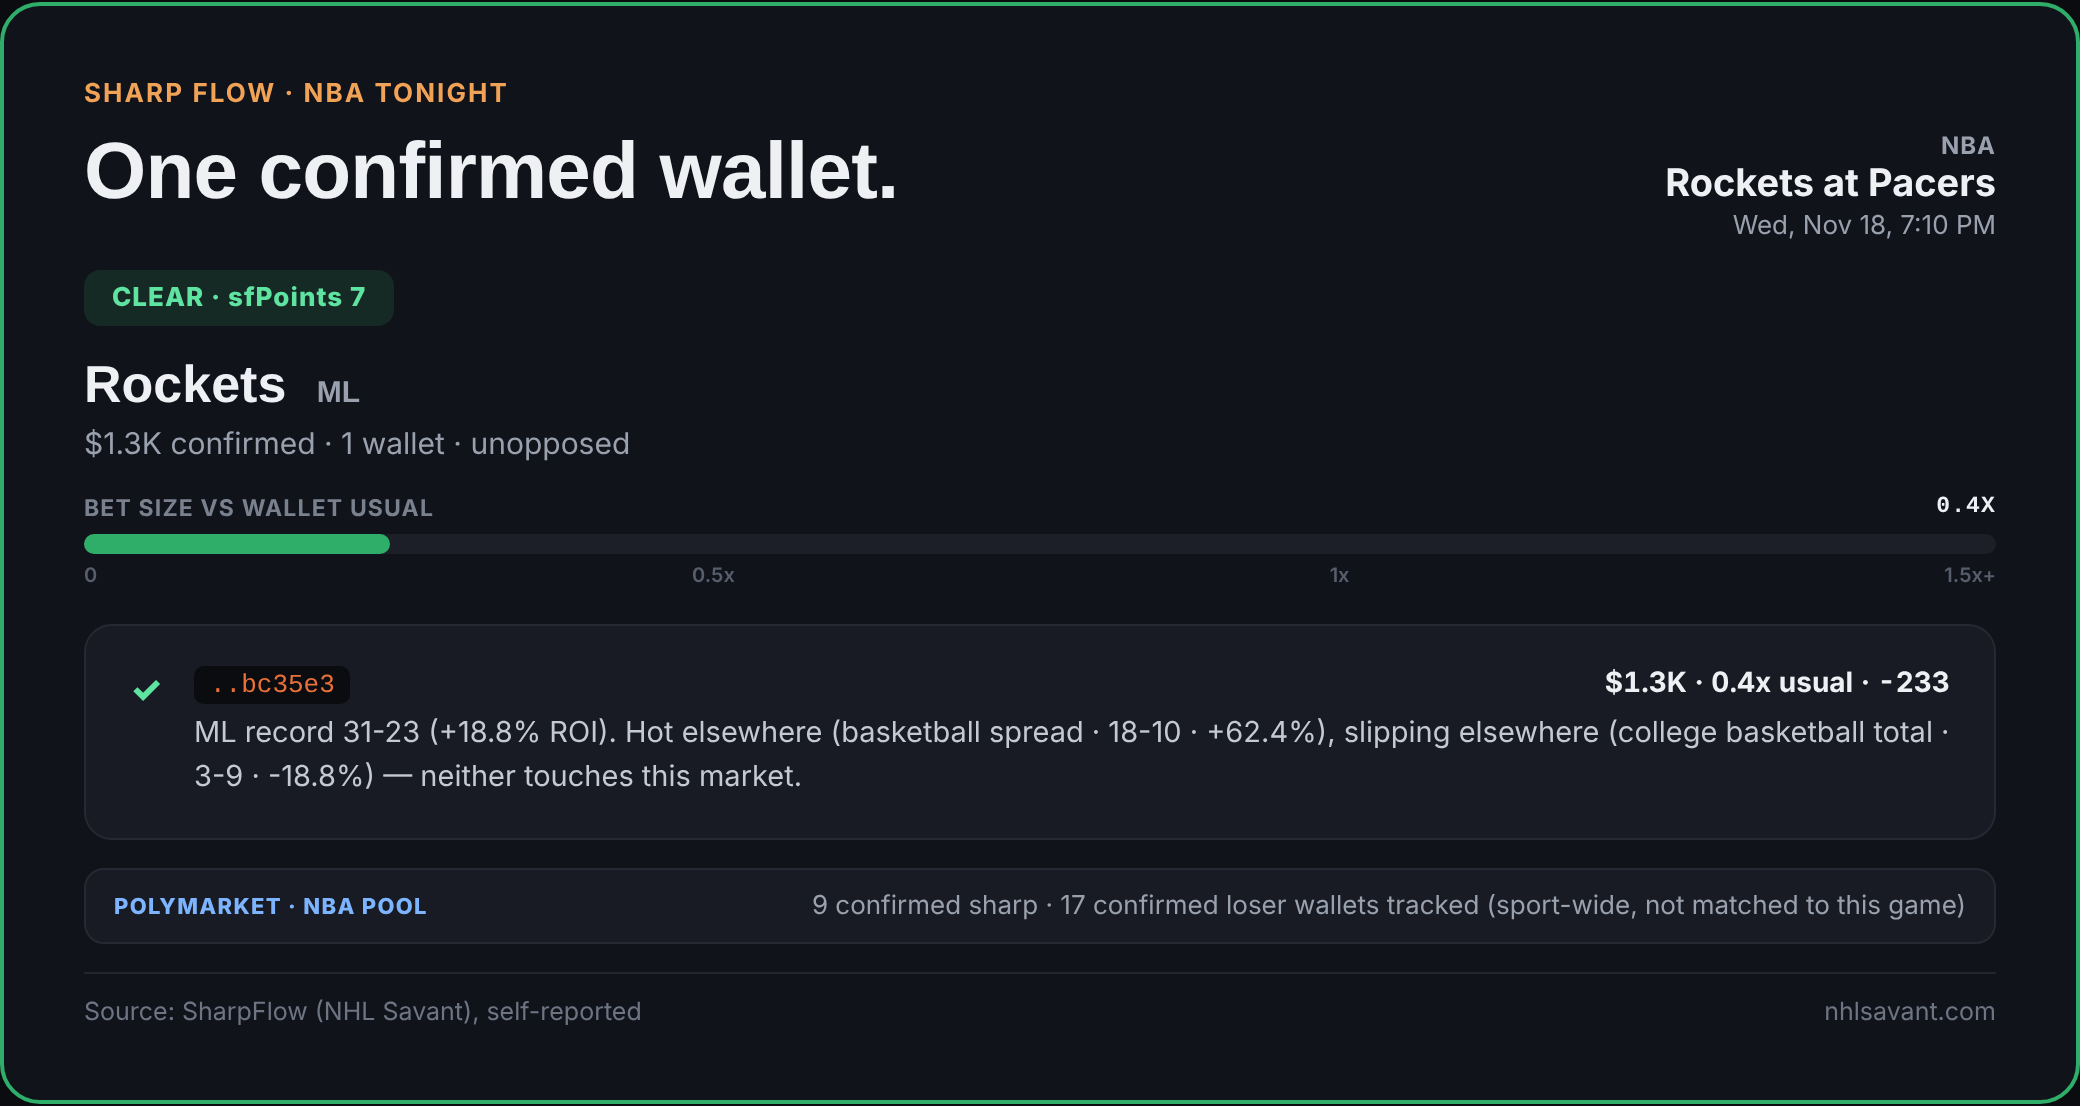 SHARP FLOW · NBA TONIGHT
One confirmed wallet.
NBA
Rockets at Pacers
Wed, Nov 18, 7:10 PM
CLEAR · sfPoints 7
Rockets ML
$1.3K confirmed · 1 wallet · unopposed
BET SIZE VS WALLET USUAL
0.4X
0 0.5x 1x 1.5x+
..bc35e3
$1.3K · 0.4x usual · -233
ML record 31-23 (+18.8% ROI). Hot elsewhere (basketball spread · 18-10 · +62.4%), slipping elsewhere (college basketball total ·
3-9 · -18.8%) — neither touches this market.
POLYMARKET · NBA POOL
9 confirmed sharp · 17 confirmed loser wallets tracked (sport-wide, not matched to this game)
Source: SharpFlow (NHL Savant), self-reported
nhlsavant.com